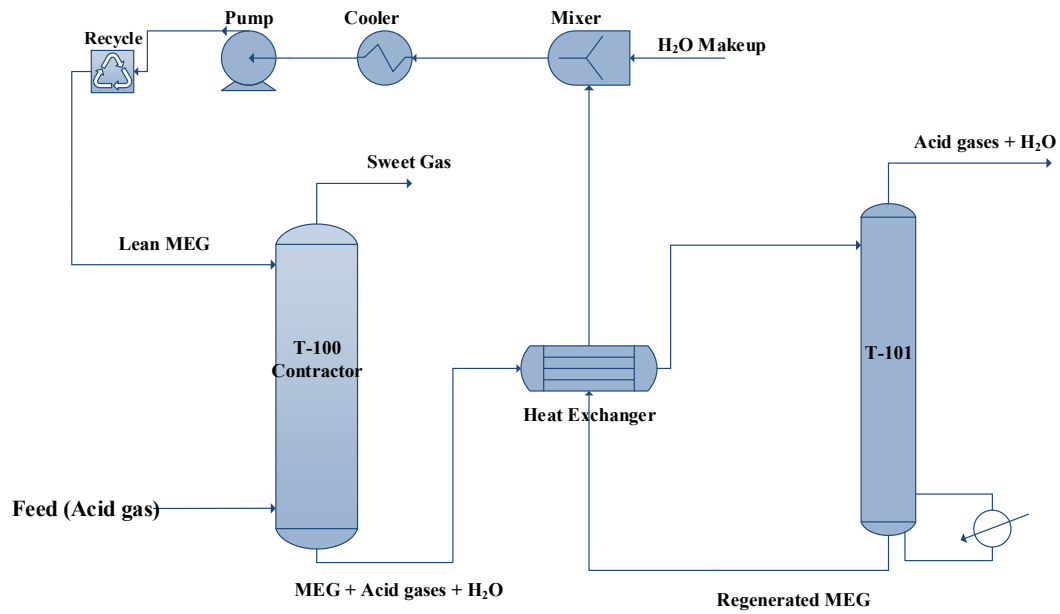 Pump
Cooler
Mixer
Recycle
H₂O Makeup
Acid gases + H₂O
Sweet Gas
Lean MEG
T-100
Contractor
T-101
Heat Exchanger
Feed (Acid gas)
MEG + Acid gases + H₂O
Regenerated MEG